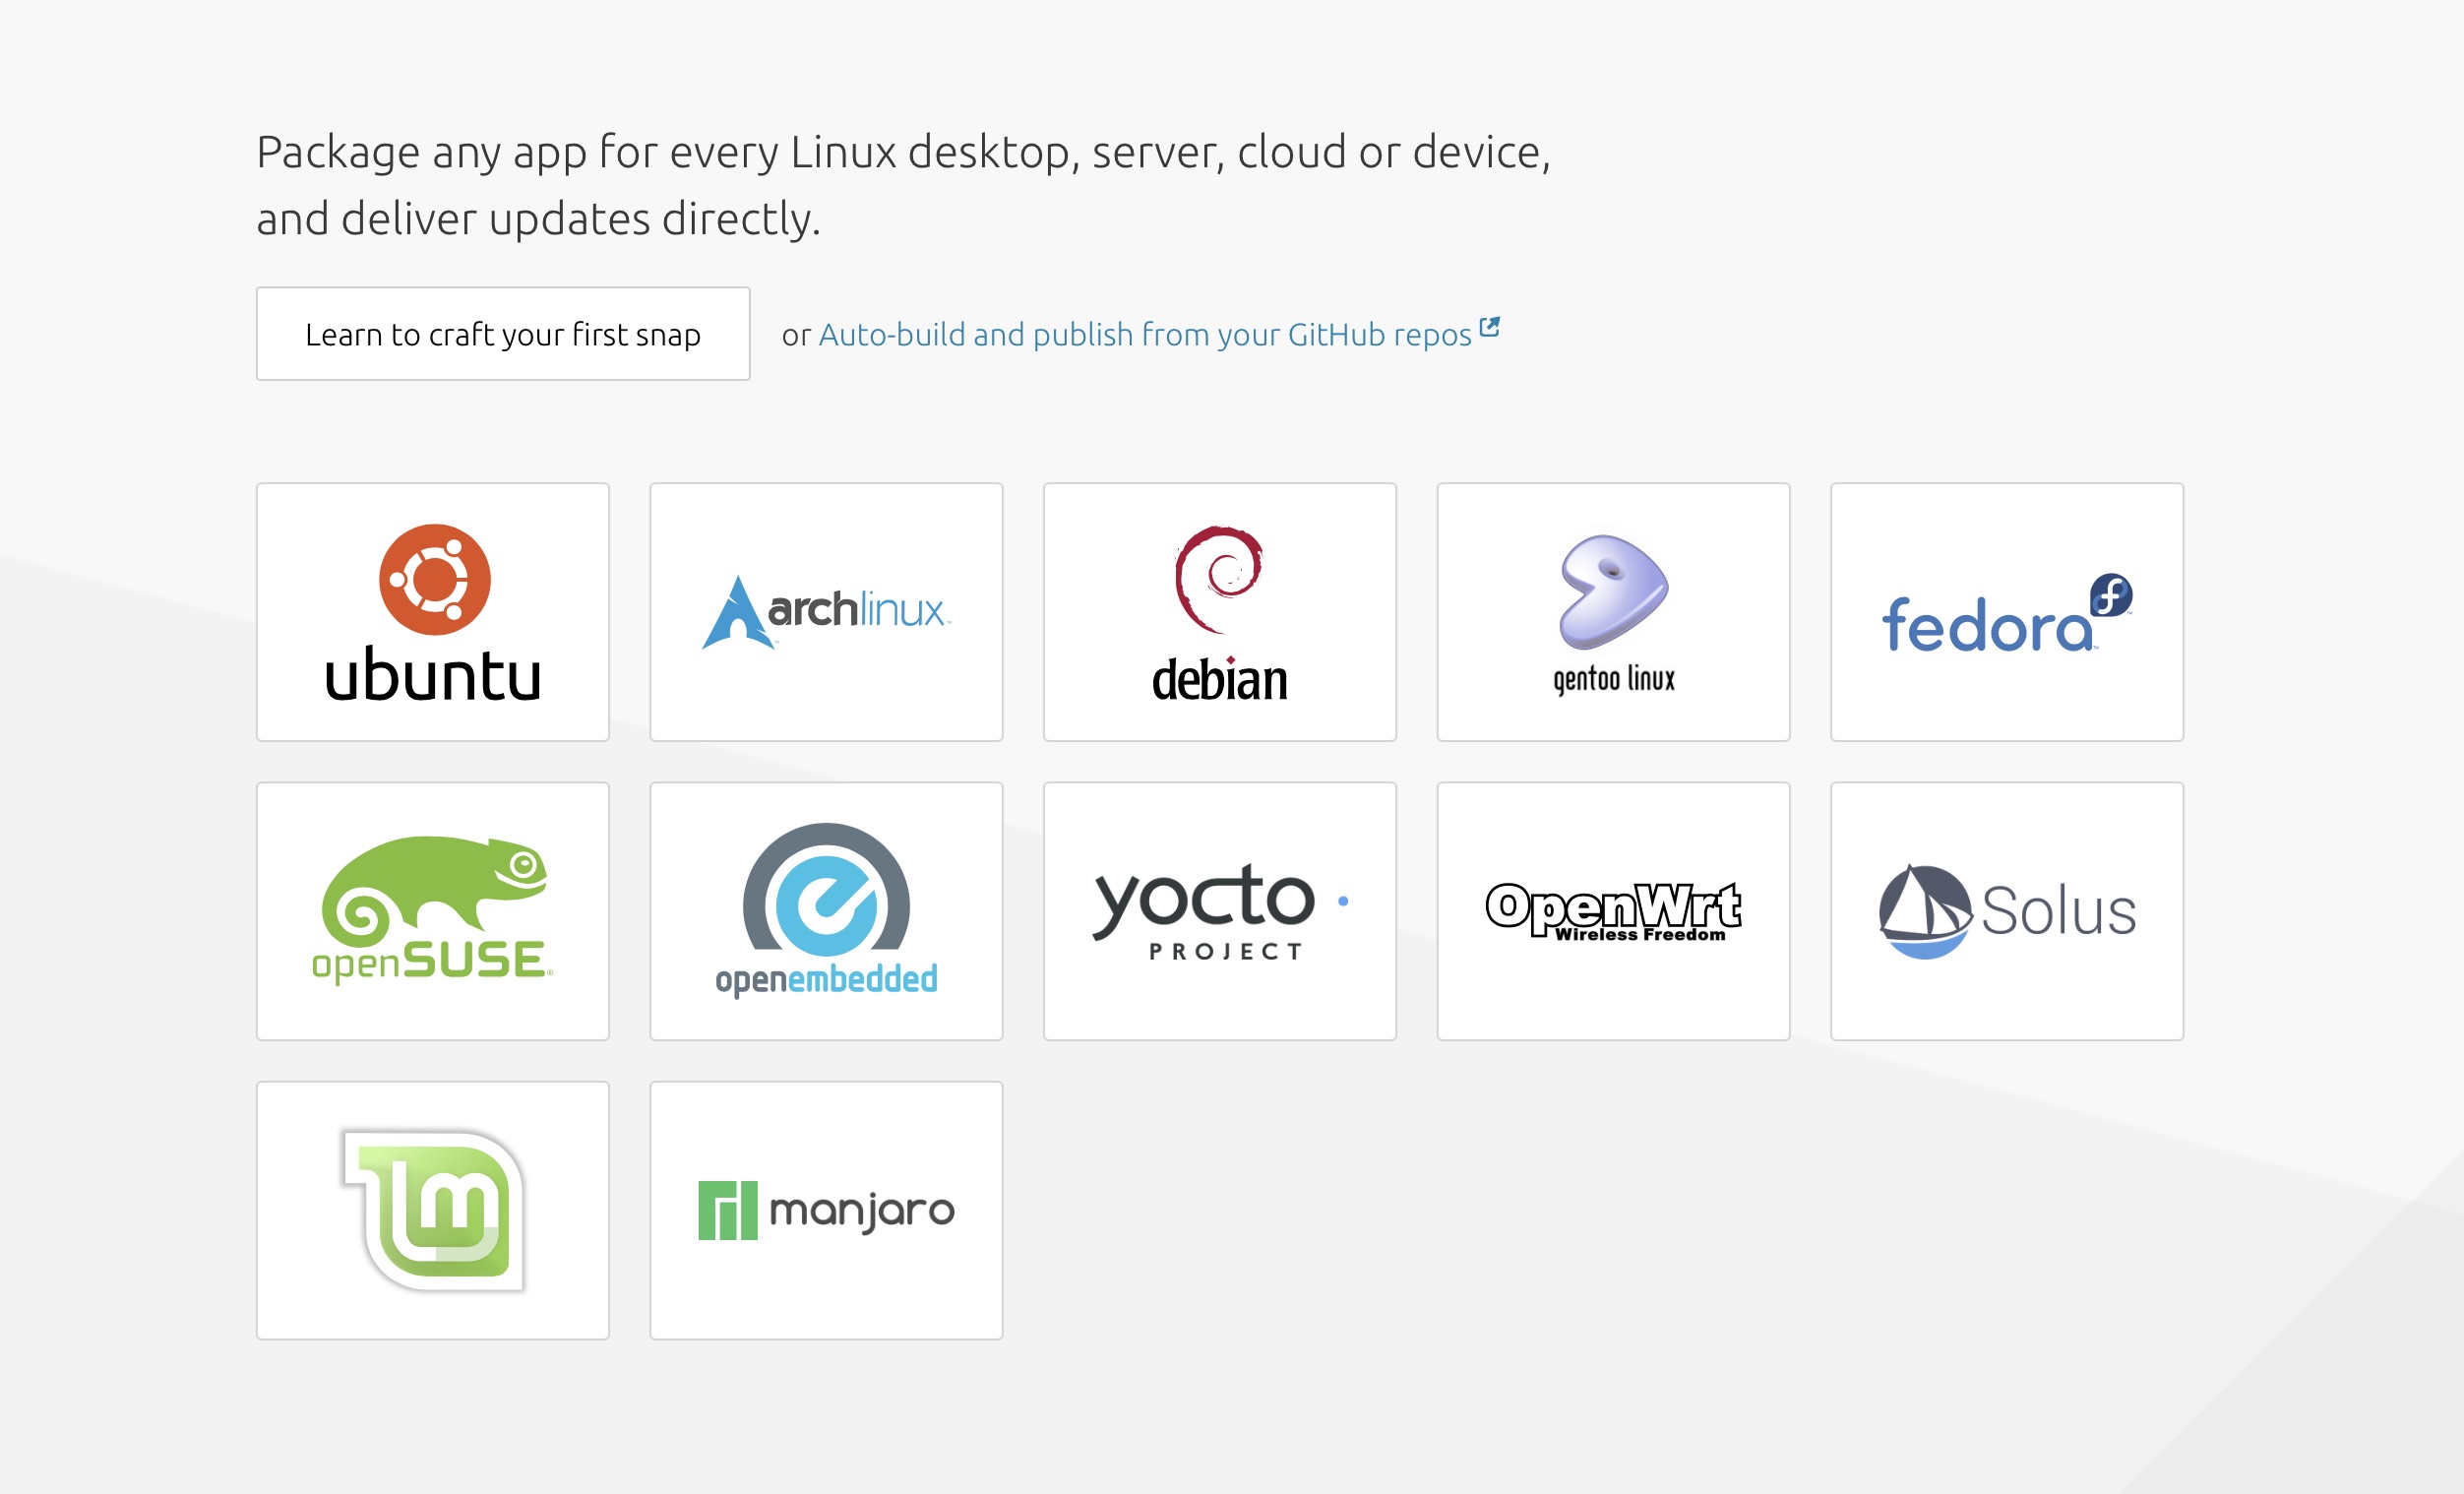 Package any app for every Linux desktop, server, cloud or device,
and deliver updates directly.
Learn to craft your first snap
or Auto-build and publish from your GitHub repos
ubuntu
archlinux
debian
gentoo linux
fedora
openSUSE
openembedded
yocto
PROJECT
OpenWrt
Wireless Freedom
Solus
lm
manjaro